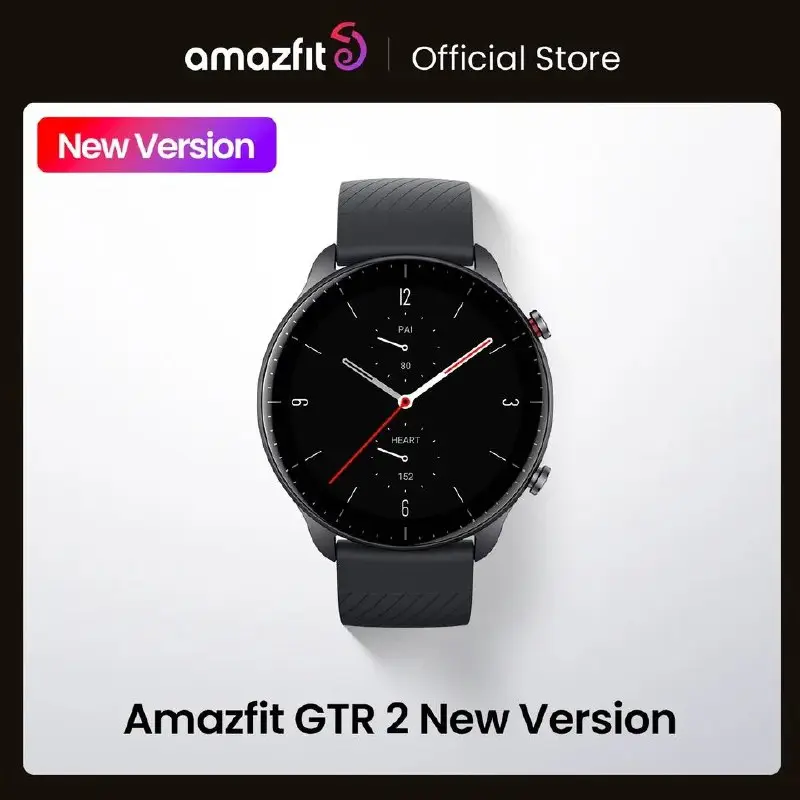 amazfit | Official Store
New Version
12
PAI
80
9
3
HEART
152
6
Amazfit GTR 2 New Version